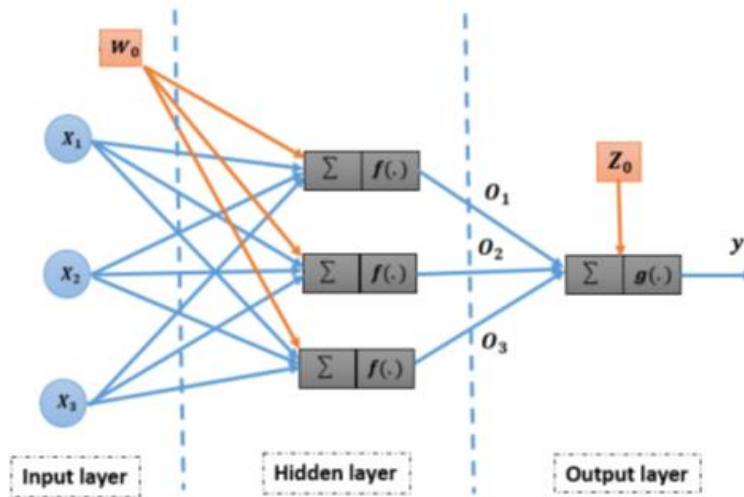 W₀
X₁
∑ f(.)
Z₀
O₁
y
O₂
X₂
∑ f(.)
∑ g(.)
O₃
∑ f(.)
X₃
Input layer
Hidden layer
Output layer